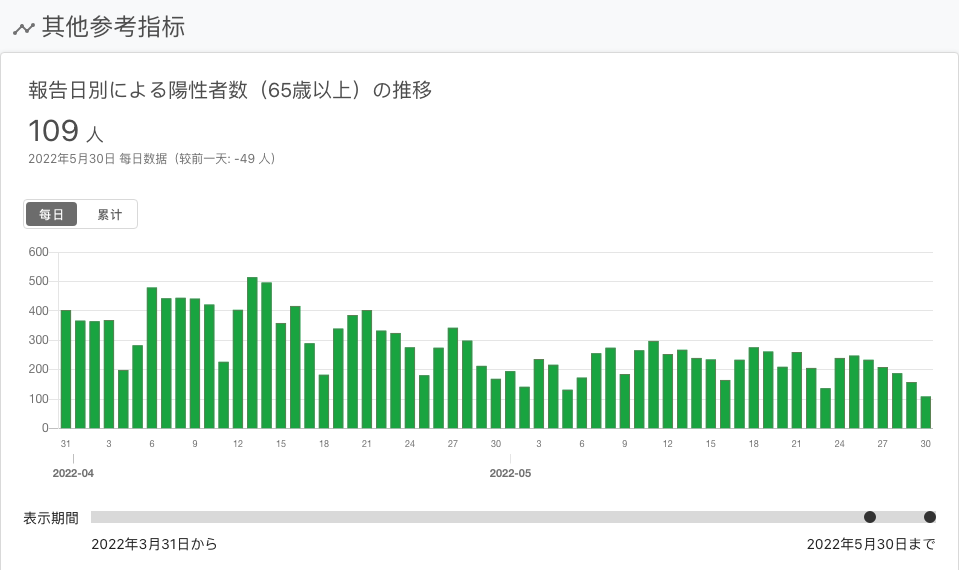 其他参考指标
報告日別による陽性者数（65歳以上）の推移
109 人
2022年5月30日 每日数据（较前一天: -49 人）
每日 累计
600
500
400
300
200
100
0
31 3 6 9 12 15 18 21 24 27 30 3 6 9 12 15 18 21 24 27 30
2022-04 2022-05
表示期間
2022年3月31日から 2022年5月30日まで